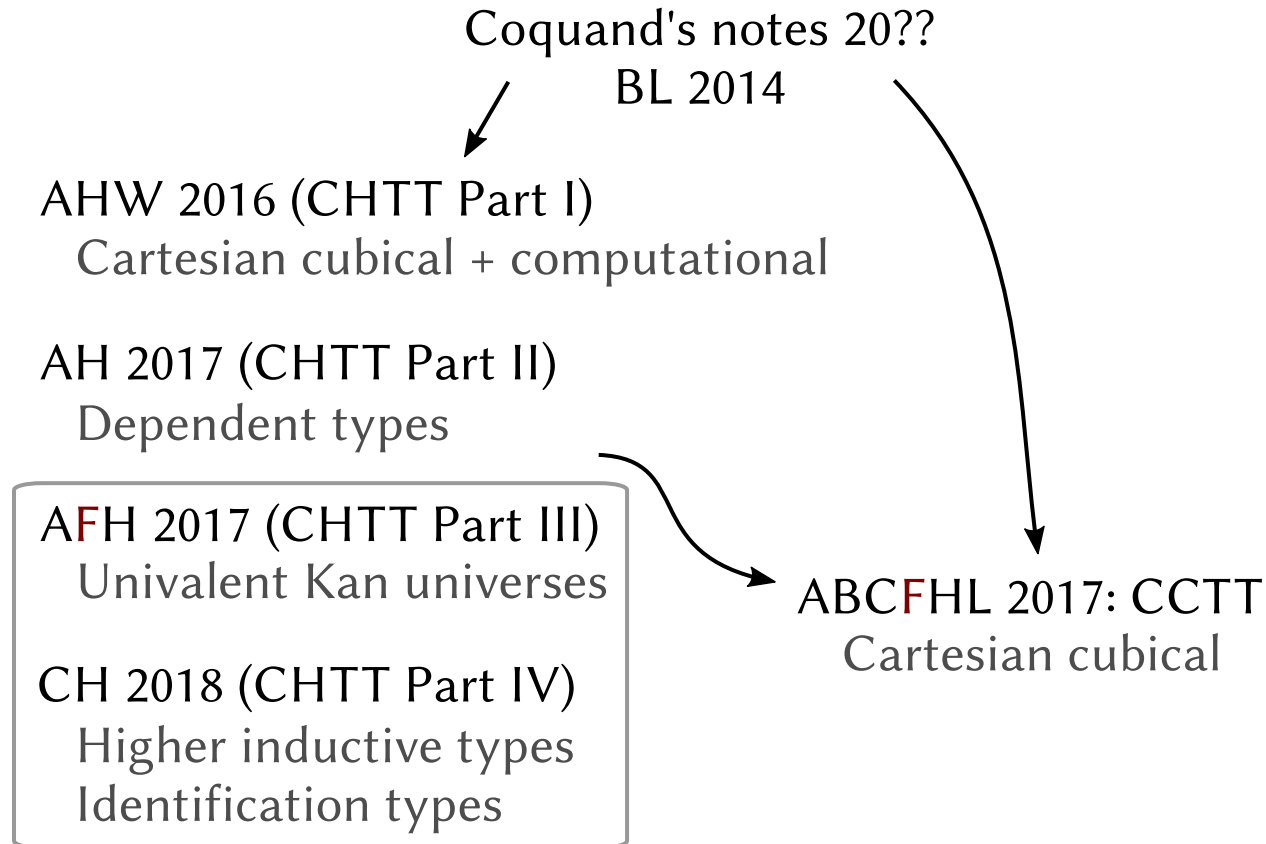 Coquand's notes 20??
BL 2014
AHW 2016 (CHTT Part I)
Cartesian cubical + computational
AH 2017 (CHTT Part II)
Dependent types
AFH 2017 (CHTT Part III)
Univalent Kan universes
CH 2018 (CHTT Part IV)
Higher inductive types
Identification types
ABCFHL 2017: CCTT
Cartesian cubical